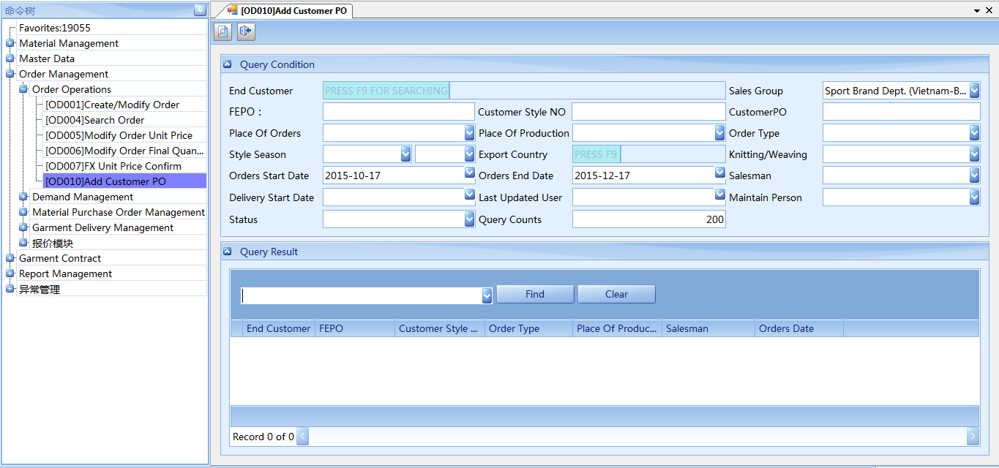 命令树
Favorites:19055
Material Management
Master Data
Order Management
Order Operations
[OD001]Create/Modify Order
[OD004]Search Order
[OD005]Modify Order Unit Price
[OD006]Modify Order Final Quan...
[OD007]FX Unit Price Confirm
[OD010]Add Customer PO
Demand Management
Material Purchase Order Management
Garment Delivery Management
报价模块
Garment Contract
Report Management
异常管理
[OD010]Add Customer PO
Query Condition
End Customer PRESS F9 FOR SEARCHING Sales Group Sport Brand Dept. (Vietnam-B...
FEPO : Customer Style NO CustomerPO
Place Of Orders Place Of Production Order Type
Style Season Export Country PRESS F9 Knitting/Weaving
Orders Start Date 2015-10-17 Orders End Date 2015-12-17 Salesman
Delivery Start Date Last Updated User Maintain Person
Status Query Counts 200
Query Result
Find Clear
End Customer FEPO Customer Style ... Order Type Place Of Produc... Salesman Orders Date
Record 0 of 0